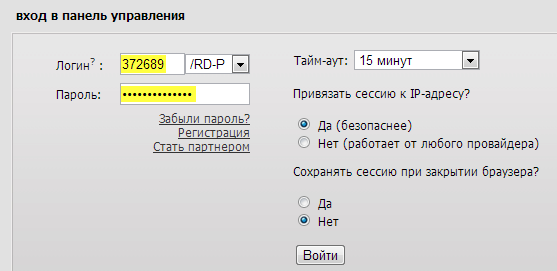 вход в панель управления
Логин? : 372689 /RD-P
Пароль: ••••••••••••••
Забыли пароль?
Регистрация
Стать партнером
Тайм-аут: 15 минут
Привязать сессию к IP-адресу?
Да (безопаснее)
Нет (работает от любого провайдера)
Сохранять сессию при закрытии браузера?
Да
Нет
Войти